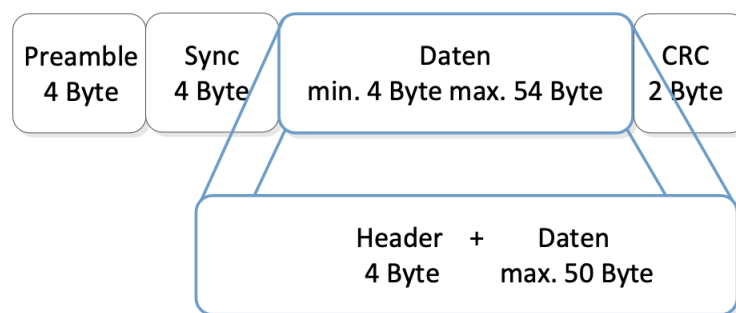 Preamble
4 Byte
Sync
4 Byte
Daten
min. 4 Byte max. 54 Byte
CRC
2 Byte
Header + Daten
4 Byte max. 50 Byte